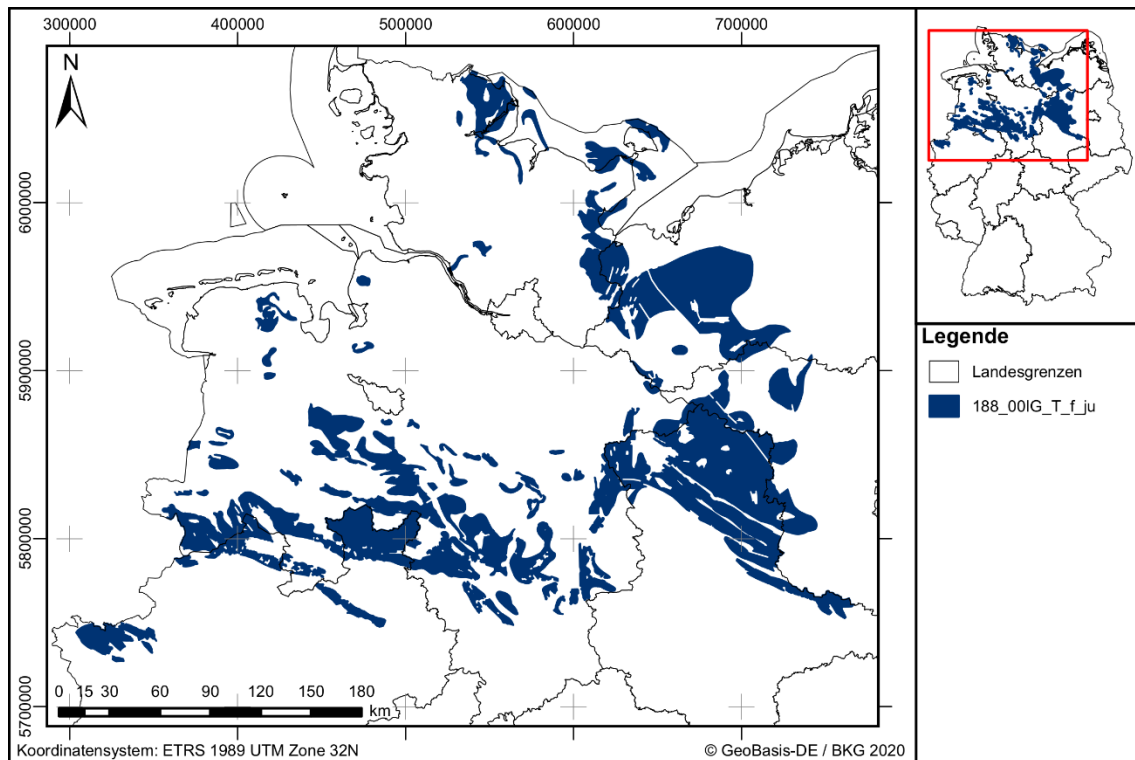 300000 400000 500000 600000 700000
N
6000000
5900000
5800000
5700000
0 15 30 60 90 120 150 180
km
Koordinatensystem: ETRS 1989 UTM Zone 32N
© GeoBasis-DE / BKG 2020
Legende
Landesgrenzen
188_00IG_T_f_ju